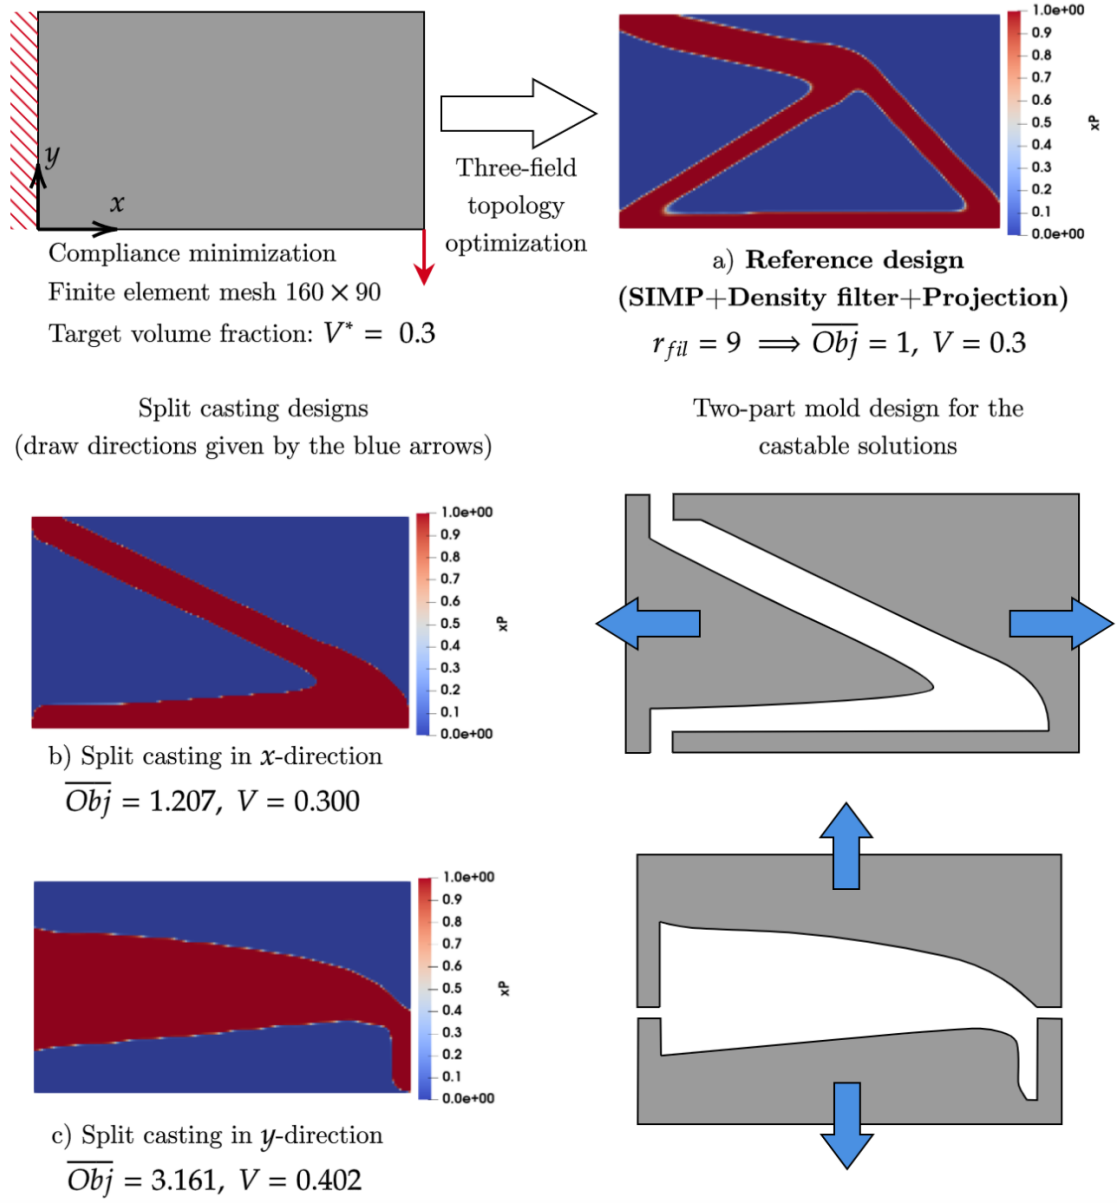 y
x
Compliance minimization
Finite element mesh 160 × 90
Target volume fraction: V* = 0.3
Three-field
topology
optimization
1.0e+00
0.9
0.8
0.7
0.6
0.5
0.4
0.3
0.2
0.1
0.0e+00
xP
a) Reference design
(SIMP+Density filter+Projection)
r_fil = 9 ⟹ \overline{Obj} = 1, V = 0.3
Split casting designs
(draw directions given by the blue arrows)
Two-part mold design for the
castable solutions
1.0e+00
0.9
0.8
0.7
0.6
0.5
0.4
0.3
0.2
0.1
0.0e+00
xP
b) Split casting in x-direction
\overline{Obj} = 1.207, V = 0.300
1.0e+00
0.9
0.8
0.7
0.6
0.5
0.4
0.3
0.2
0.1
0.0e+00
xP
c) Split casting in y-direction
\overline{Obj} = 3.161, V = 0.402